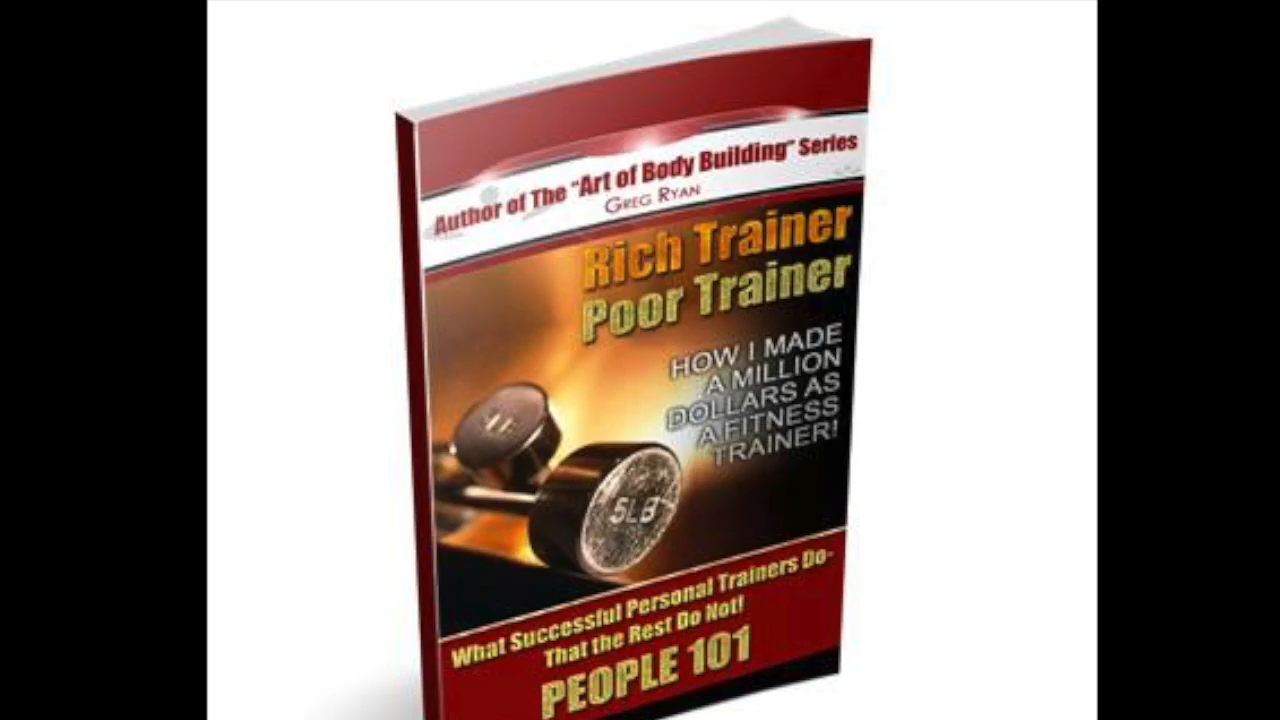 Author of The "Art of Body Building" Series
GREG RYAN
Rich Trainer
Poor Trainer
HOW I MADE
A MILLION
DOLLARS AS
A FITNESS
TRAINER!
5LB
What Successful Personal Trainers Do-
That the Rest Do Not!
PEOPLE 101